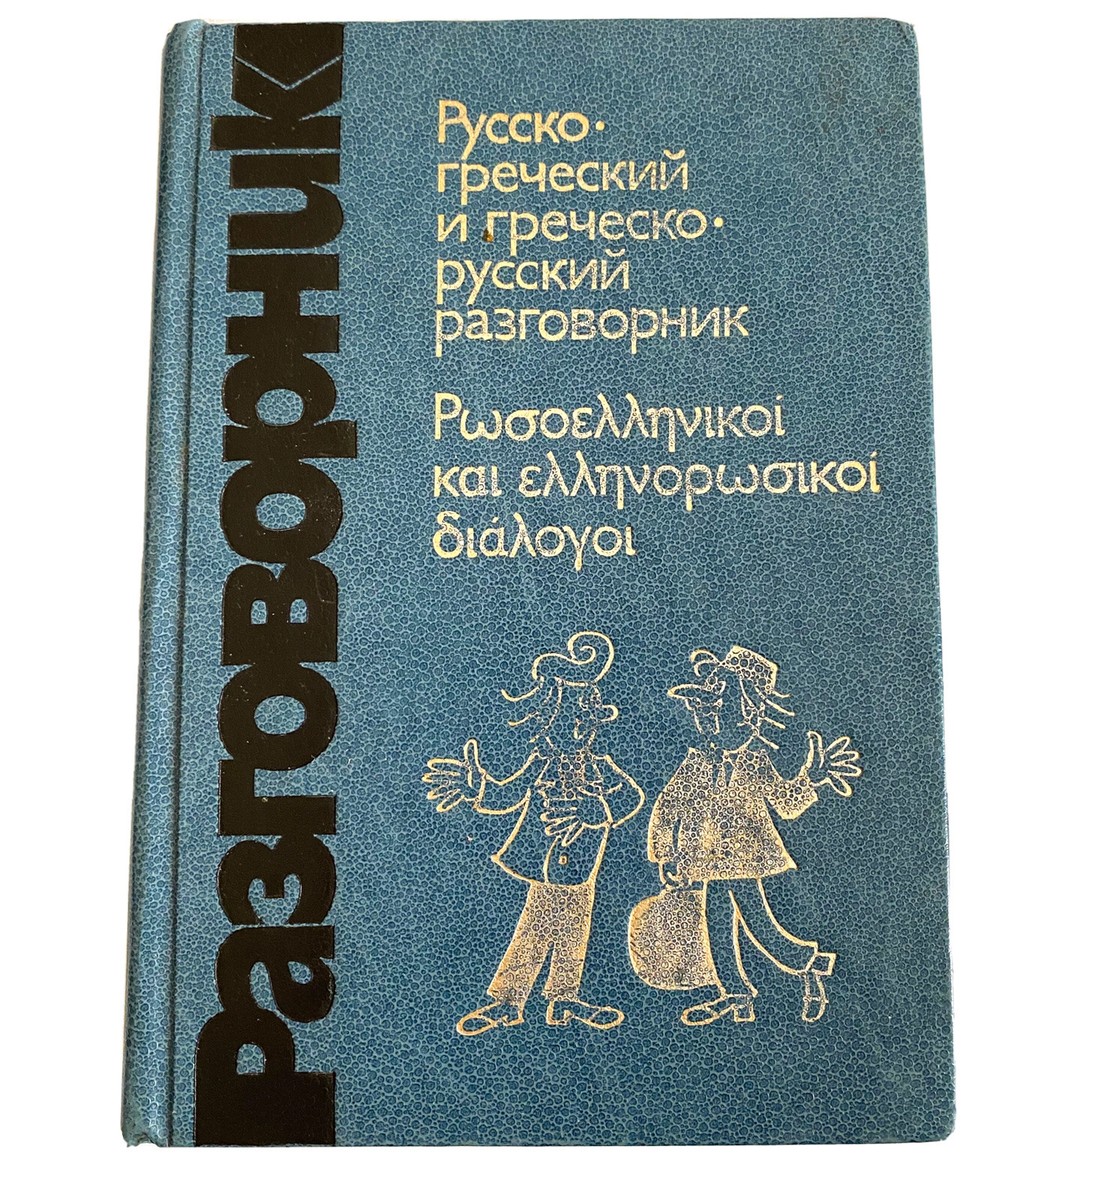 Разговорник
Русско-
греческий
и греческо-
русский
разговорник
Ρωσοελληνικοί
και ελληνορωσικοί
διάλογοι